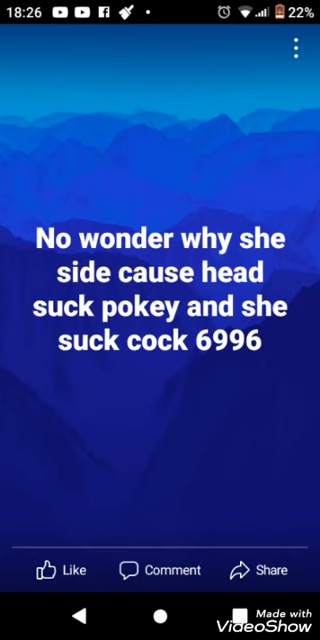 18:26
22%
No wonder why she
side cause head
suck pokey and she
suck cock 6996
Like
Comment
Share
Made with
VideoShow